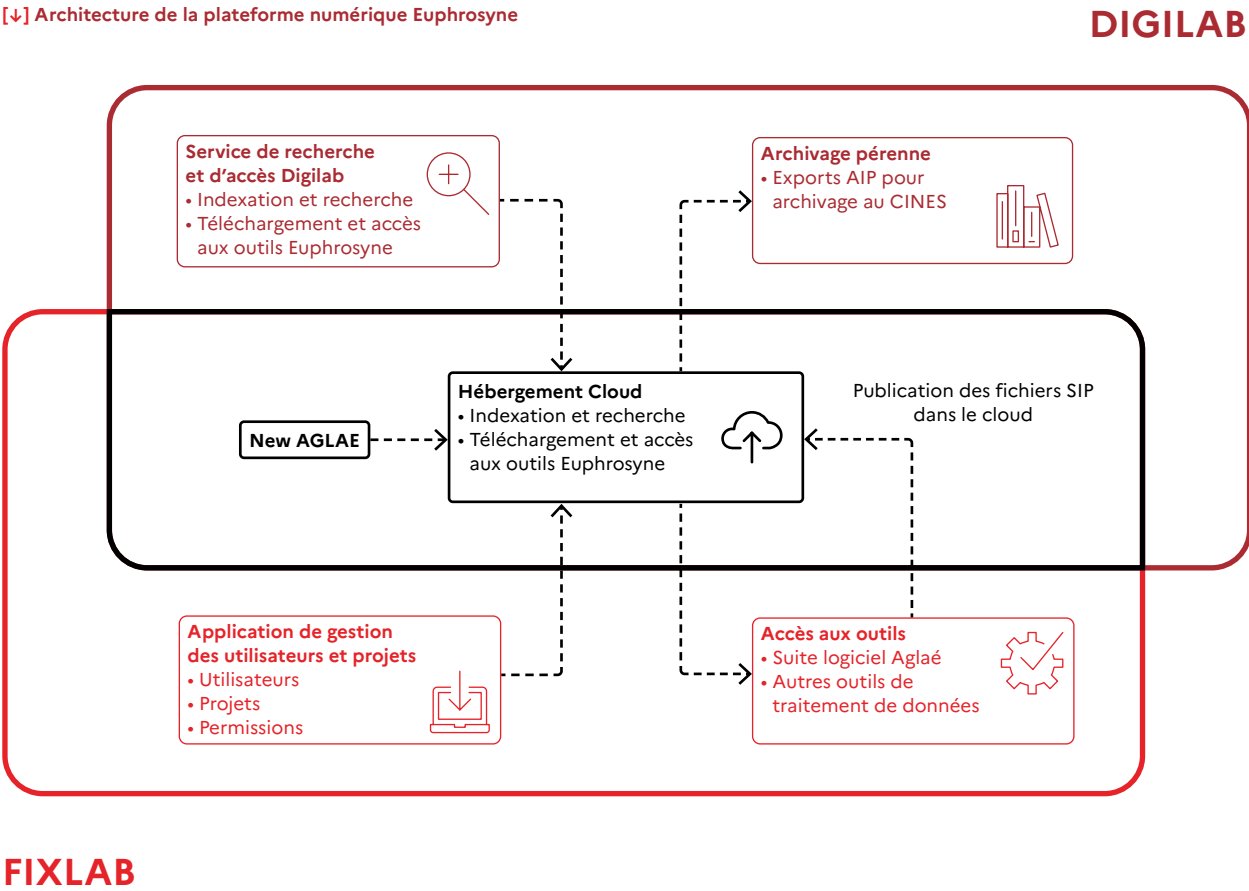 [↓] Architecture de la plateforme numérique Euphrosyne
DIGILAB
Service de recherche
et d'accès Digilab
• Indexation et recherche
• Téléchargement et accès
aux outils Euphrosyne
Archivage pérenne
• Exports AIP pour
archivage au CINES
New AGLAE
Hébergement Cloud
• Indexation et recherche
• Téléchargement et accès
aux outils Euphrosyne
Publication des fichiers SIP
dans le cloud
Application de gestion
des utilisateurs et projets
• Utilisateurs
• Projets
• Permissions
Accès aux outils
• Suite logiciel Aglaé
• Autres outils de
traitement de données
FIXLAB